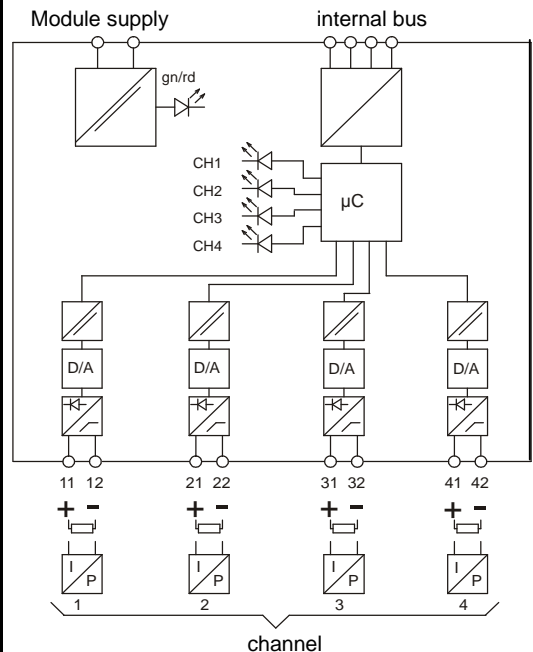 Module supply internal bus
gn/rd
CH1
CH2
CH3
CH4
µC
D/A D/A D/A D/A
11 12 21 22 31 32 41 42
+ - + - + - + -
I P I P I P I P
1 2 3 4
channel